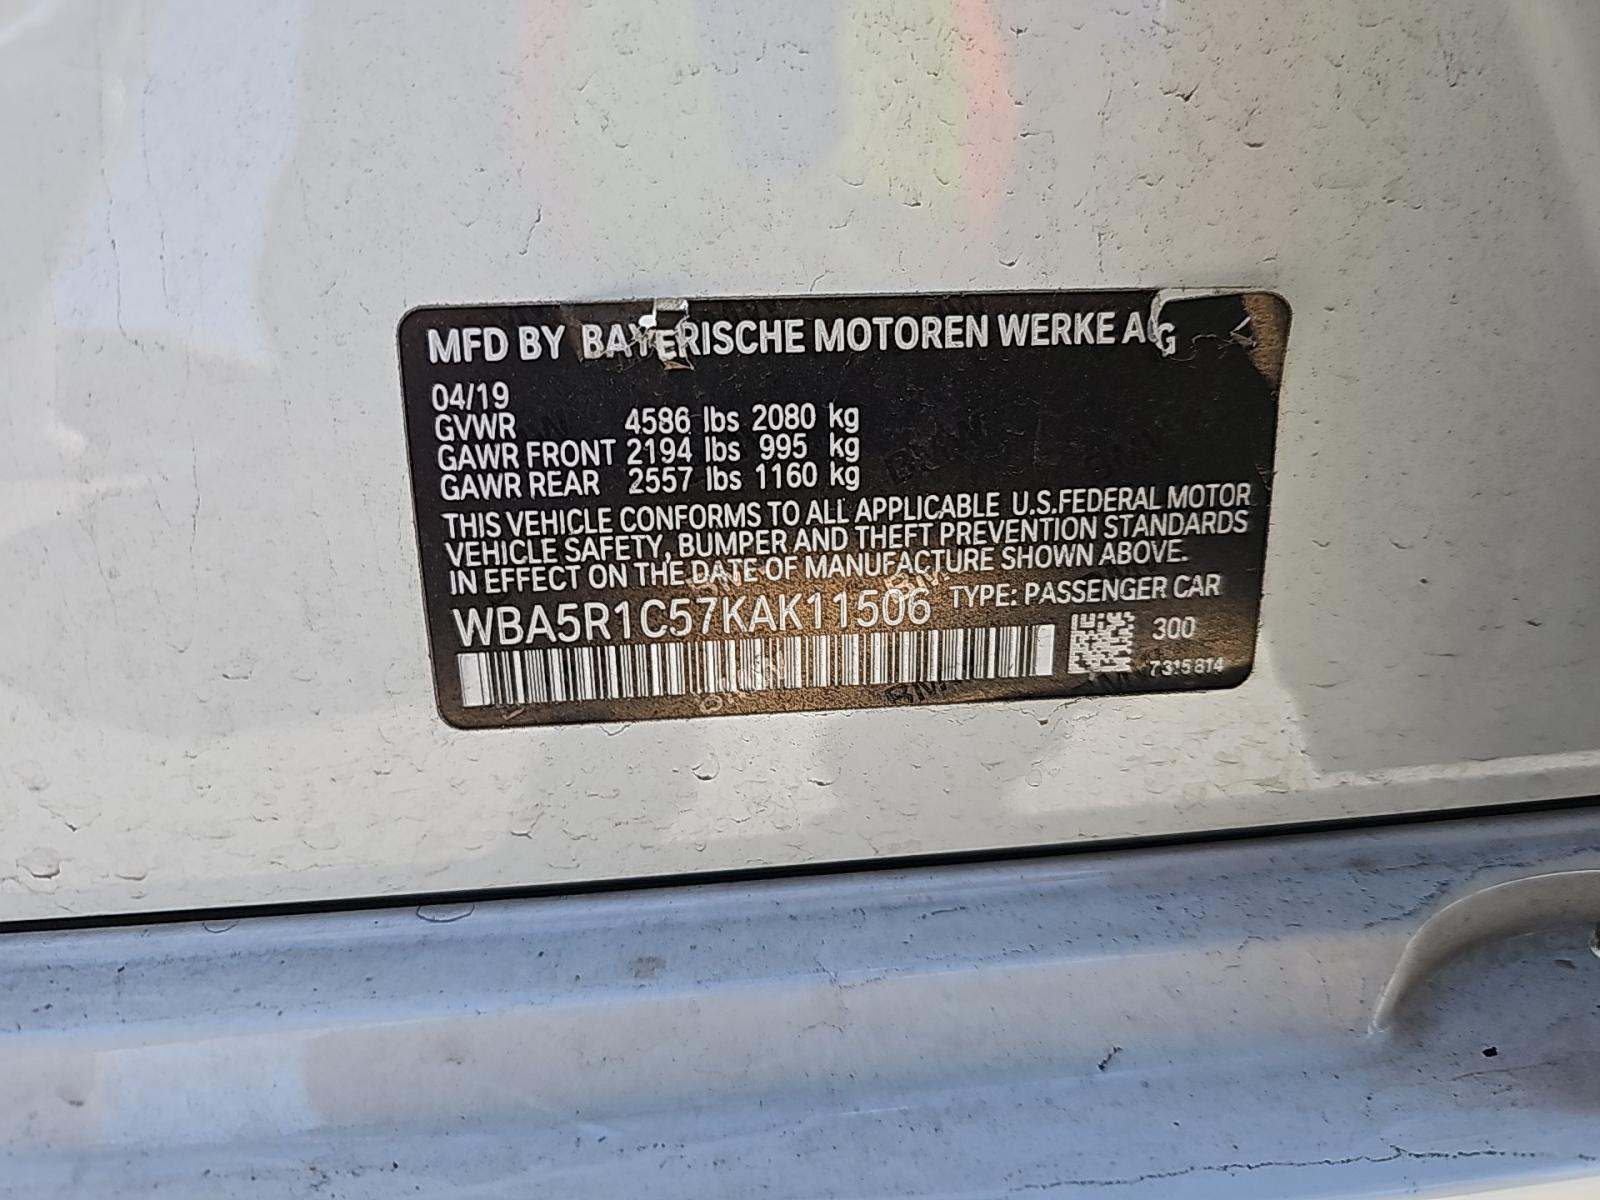 MFD BY BAYERISCHE MOTOREN WERKE AG
04/19
GVWR 4586 lbs 2080 kg
GAWR FRONT 2194 lbs 995 kg
GAWR REAR 2557 lbs 1160 kg
THIS VEHICLE CONFORMS TO ALL APPLICABLE U.S.FEDERAL MOTOR
VEHICLE SAFETY, BUMPER AND THEFT PREVENTION STANDARDS
IN EFFECT ON THE DATE OF MANUFACTURE SHOWN ABOVE.
WBA5R1C57KAK11506 TYPE: PASSENGER CAR
300
7315814